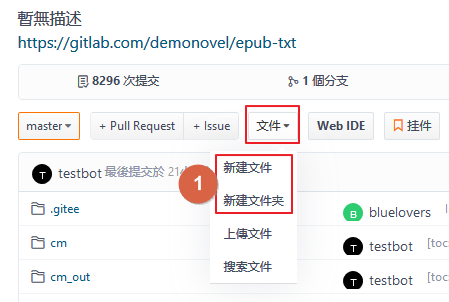 暫無描述
https://gitlab.com/demonovel/epub-txt
8296 次提交 1 個分支
master + Pull Request + Issue 文件 Web IDE 挂件
T testbot 最後提交於 21
新建文件
1
.gitee 新建文件夹 B bluelovers [toc
cm 上傳文件 T testbot [toc
cm_out 搜索文件 T testbot